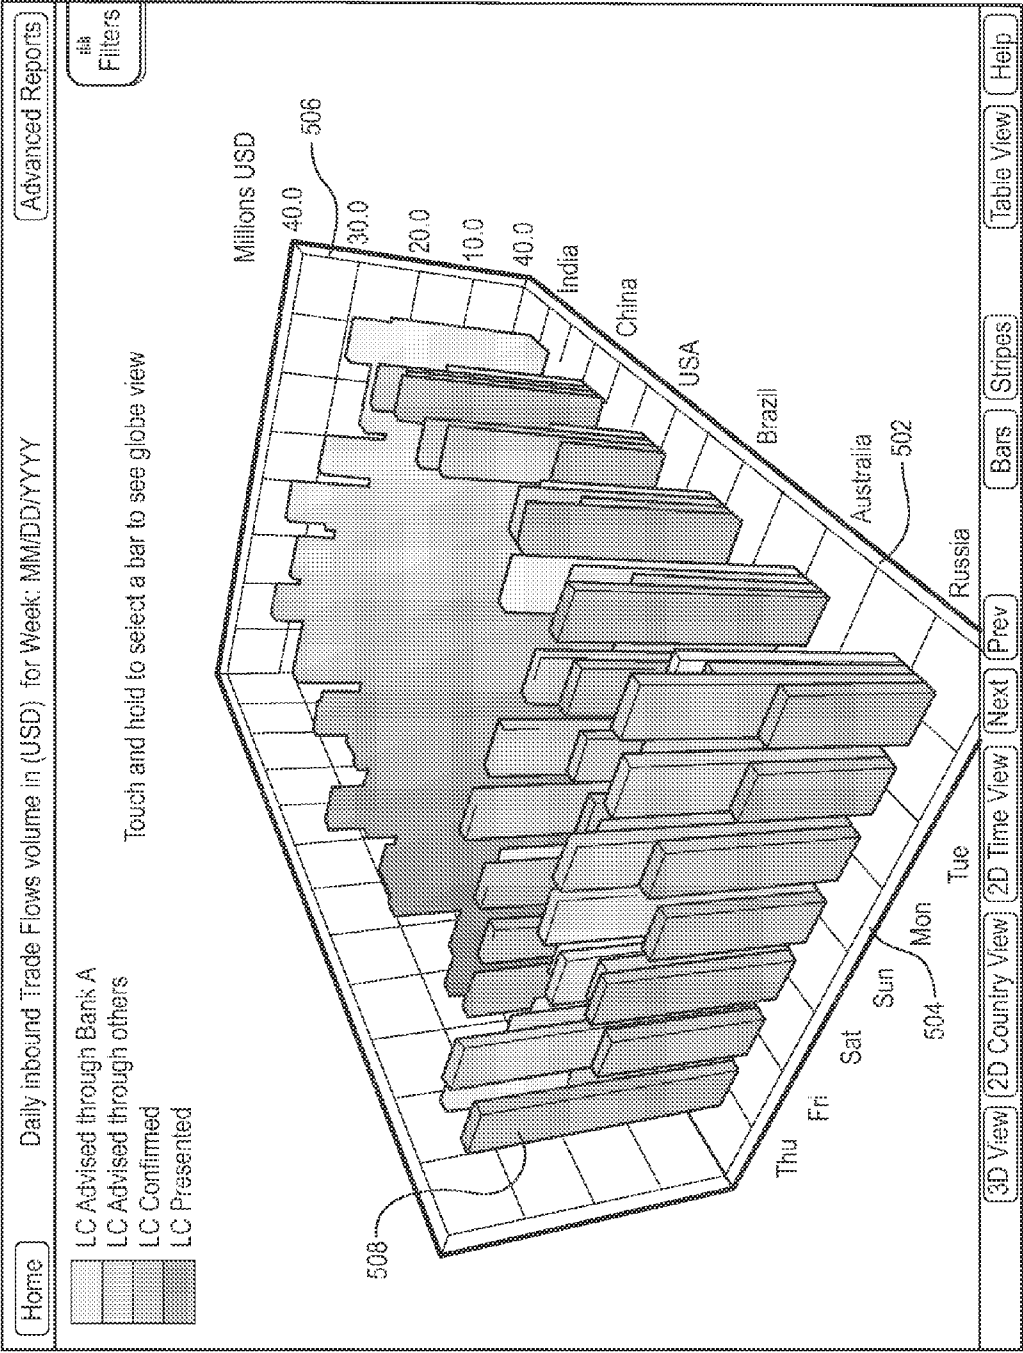 Home
Daily inbound Trade Flows volume in (USD) for Week: MM/DD/YYYY
Advanced Reports
Filters
LC Advised through Bank A
LC Advised through others
LC Confirmed
LC Presented
Touch and hold to select a bar to see globe view
Millions USD
40.0
506
30.0
20.0
10.0
40.0
India
China
USA
Brazil
Australia
502
Russia
508
Thu
Fri
Sat
Sun
Mon
Tue
504
3D View
2D Country View
2D Time View
Next
Prev
Bars
Stripes
Table View
Help